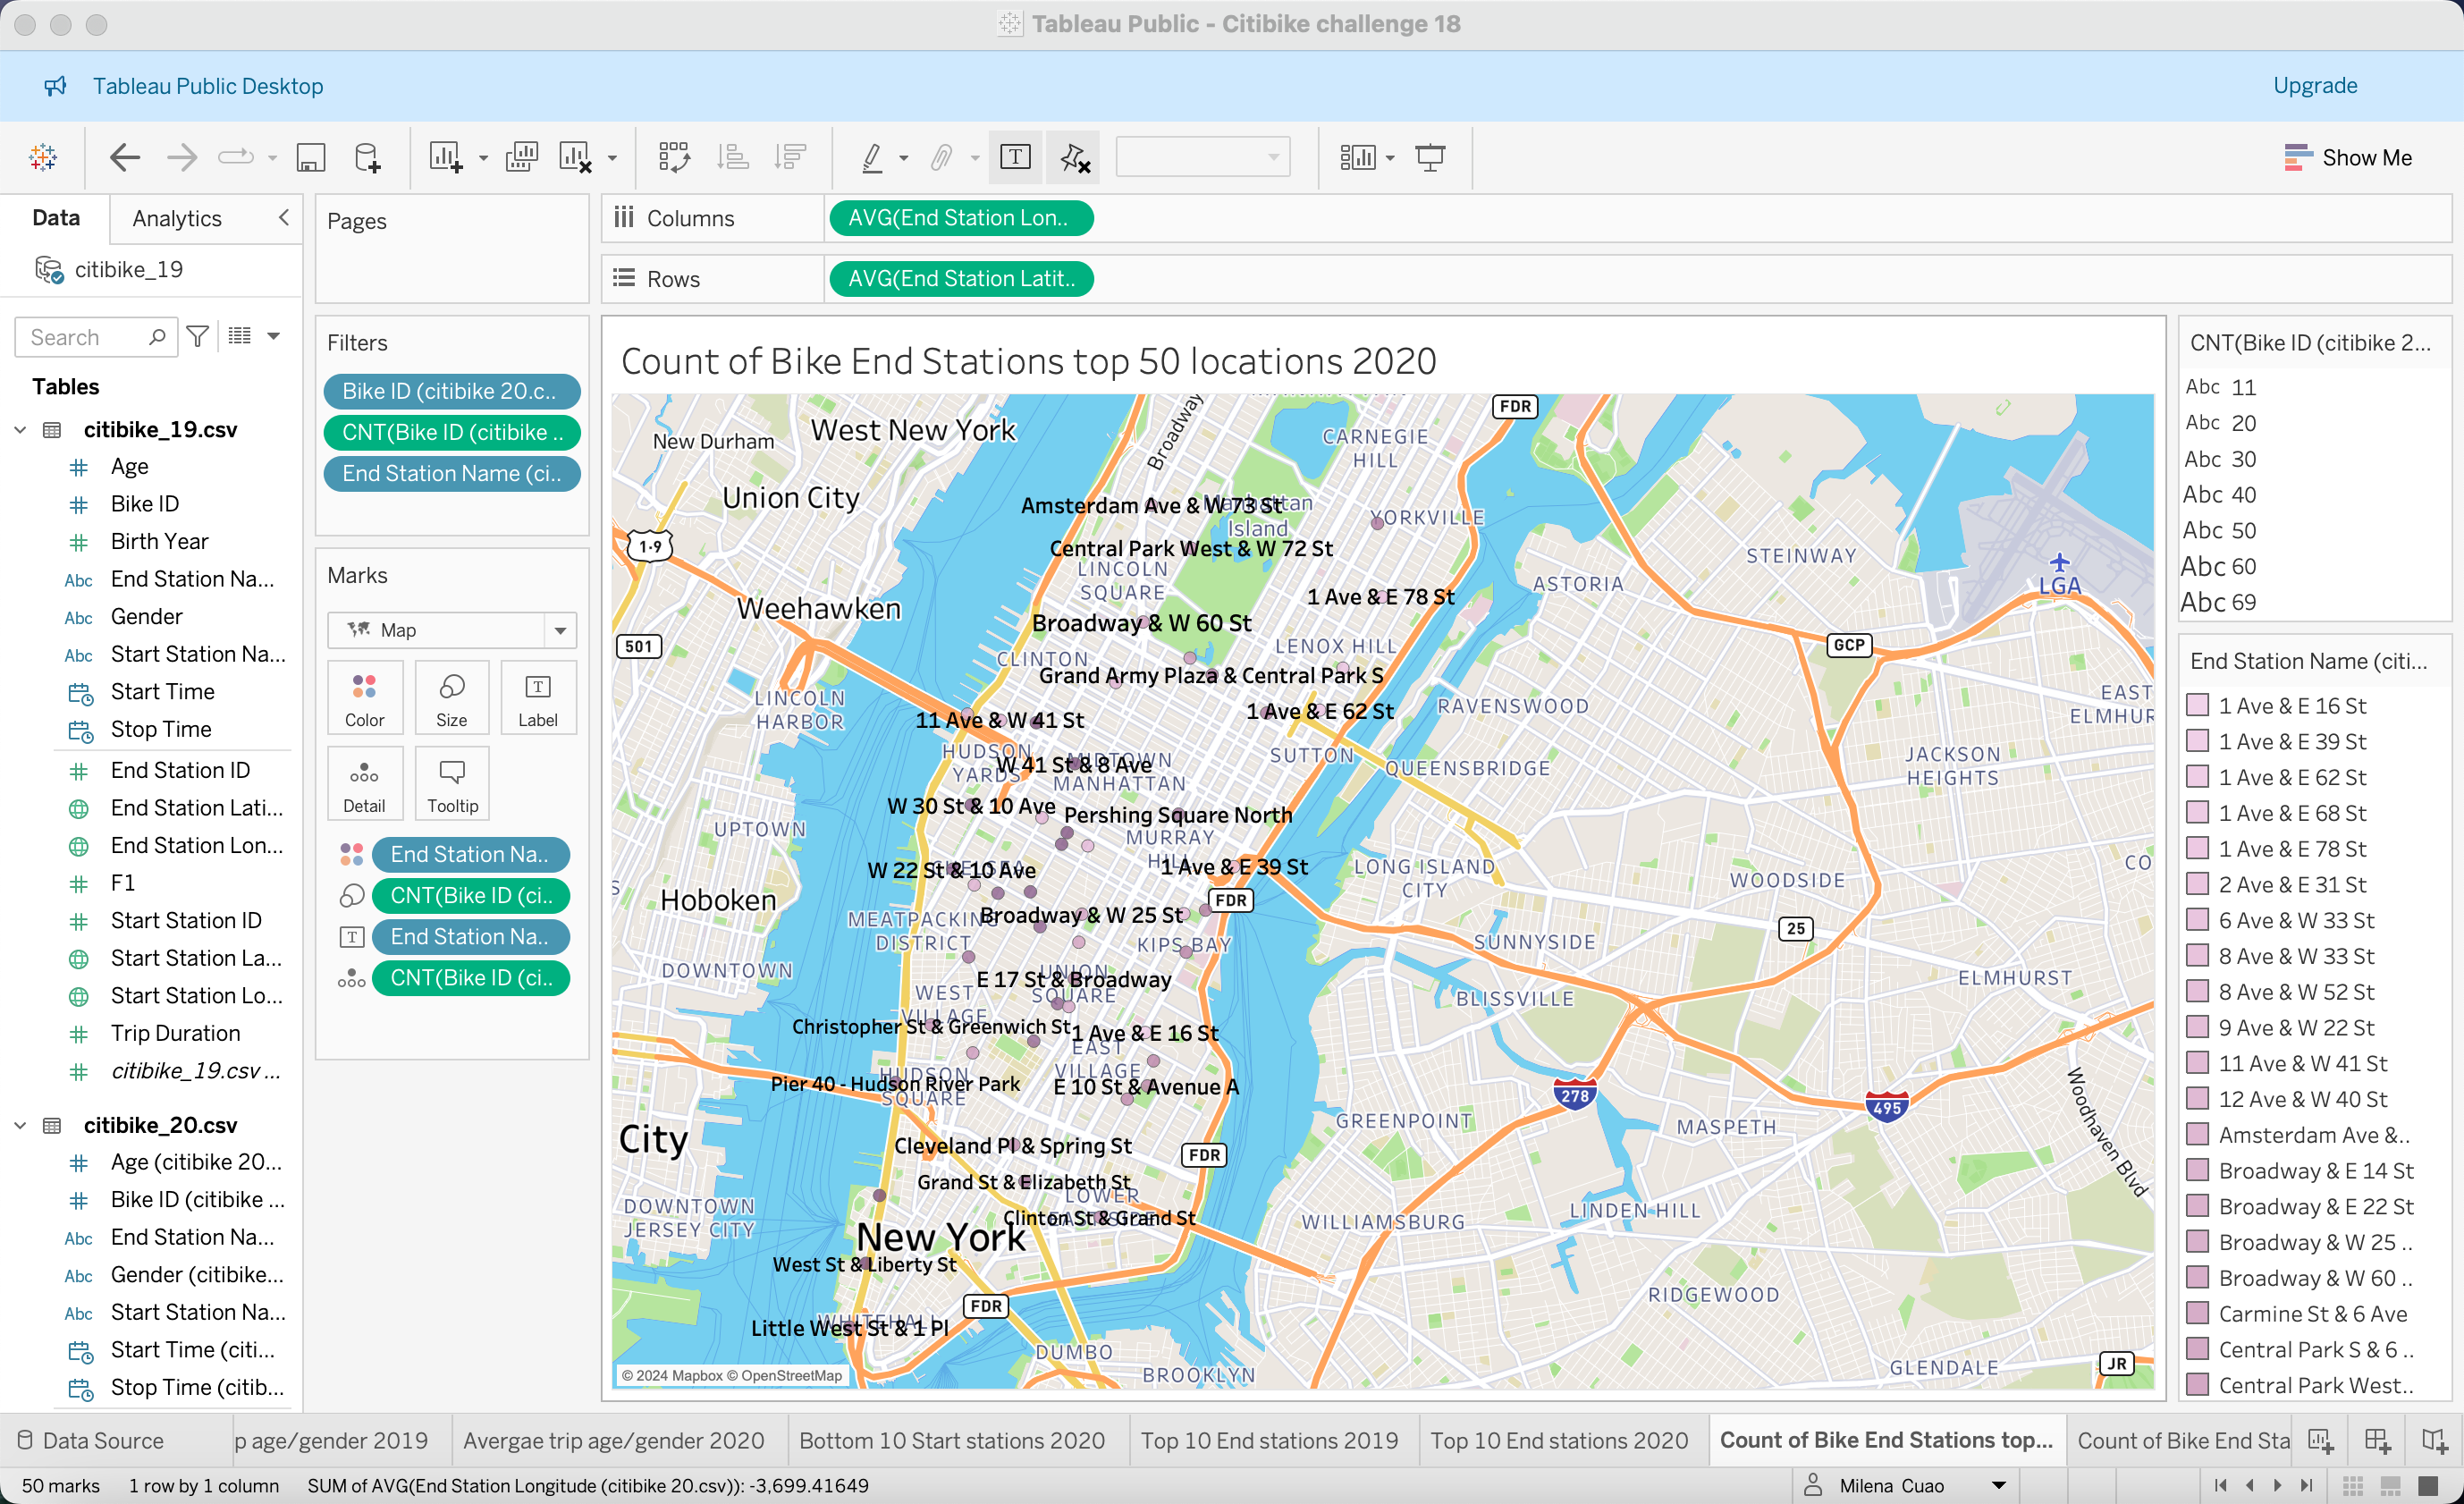 Tableau Public - Citibike challenge 18
Tableau Public Desktop
Upgrade
Show Me
Data
Analytics
citibike_19
Search
Tables
citibike_19.csv
Age
Bike ID
Birth Year
Abc End Station Na...
Abc Gender
Abc Start Station Na...
Start Time
Stop Time
End Station ID
End Station Lati...
End Station Lon...
F1
Start Station ID
Start Station La...
Start Station Lo...
Trip Duration
citibike_19.csv ...
citibike_20.csv
Age (citibike 20...
Bike ID (citibike ...
Abc End Station Na...
Abc Gender (citibike...
Abc Start Station Na...
Start Time (citi...
Stop Time (citib...
Pages
Filters
Bike ID (citibike 20.c..
CNT(Bike ID (citibike ..
End Station Name (ci..
Marks
Map
Color
Size
Label
Detail
Tooltip
End Station Na..
CNT(Bike ID (ci..
End Station Na..
CNT(Bike ID (ci..
Columns
AVG(End Station Lon..
Rows
AVG(End Station Latit..
Count of Bike End Stations top 50 locations 2020
FDR
Broadway
West New York
New Durham
CARNEGIE
HILL
Union City
Amsterdam Ave & W 73 St
Manhattan
Island
YORKVILLE
1·9
Central Park West & W 72 St
STEINWAY
LINCOLN
SQUARE
ASTORIA
LGA
Weehawken
1 Ave & E 78 St
Broadway & W 60 St
501
LENOX HILL
GCP
CLINTON
Grand Army Plaza & Central Park S
LINCOLN
HARBOR
EAST
ELMHUR
RAVENSWOOD
11 Ave & W 41 St
1 Ave & E 62 St
HUDSON
YARDS
MIDTOWN
MANHATTAN
W 41 St & 8 Ave
SUTTON
QUEENSBRIDGE
JACKSON
HEIGHTS
W 30 St & 10 Ave
Pershing Square North
UPTOWN
MURRAY
HILL
W 22 St & 10 Ave
CHELSEA
1 Ave & E 39 St
LONG ISLAND
CITY
WOODSIDE
CO
S
Hoboken
FDR
MEATPACKING
DISTRICT
Broadway & W 25 St
25
KIPS BAY
SUNNYSIDE
DOWNTOWN
ELMHURST
UNION
SQUARE
E 17 St & Broadway
WEST
VILLAGE
BLISSVILLE
Christopher St & Greenwich St
1 Ave & E 16 St
EAST
VILLAGE
HUDSON
SQUARE
Pier 40 - Hudson River Park
E 10 St & Avenue A
278
495
Woodhaven Blvd
GREENPOINT
MASPETH
City
Cleveland Pl & Spring St
FDR
Grand St & Elizabeth St
LOWER
EAST SIDE
DOWNTOWN
JERSEY CITY
Clinton St & Grand St
WILLIAMSBURG
LINDEN HILL
New York
West St & Liberty St
RIDGEWOOD
FDR
WHITEHALL
Little West St & 1 Pl
DUMBO
BROOKLYN
GLENDALE
JR
© 2024 Mapbox © OpenStreetMap
CNT(Bike ID (citibike 2...
Abc 11
Abc 20
Abc 30
Abc 40
Abc 50
Abc 60
Abc 69
End Station Name (citi...
1 Ave & E 16 St
1 Ave & E 39 St
1 Ave & E 62 St
1 Ave & E 68 St
1 Ave & E 78 St
2 Ave & E 31 St
6 Ave & W 33 St
8 Ave & W 33 St
8 Ave & W 52 St
9 Ave & W 22 St
11 Ave & W 41 St
12 Ave & W 40 St
Amsterdam Ave &..
Broadway & E 14 St
Broadway & E 22 St
Broadway & W 25 ..
Broadway & W 60 ..
Carmine St & 6 Ave
Central Park S & 6 ..
Central Park West..
Data Source
p age/gender 2019
Avergae trip age/gender 2020
Bottom 10 Start stations 2020
Top 10 End stations 2019
Top 10 End stations 2020
Count of Bike End Stations top...
Count of Bike End Sta
50 marks
1 row by 1 column
SUM of AVG(End Station Longitude (citibike 20.csv)): -3,699.41649
Milena Cuao